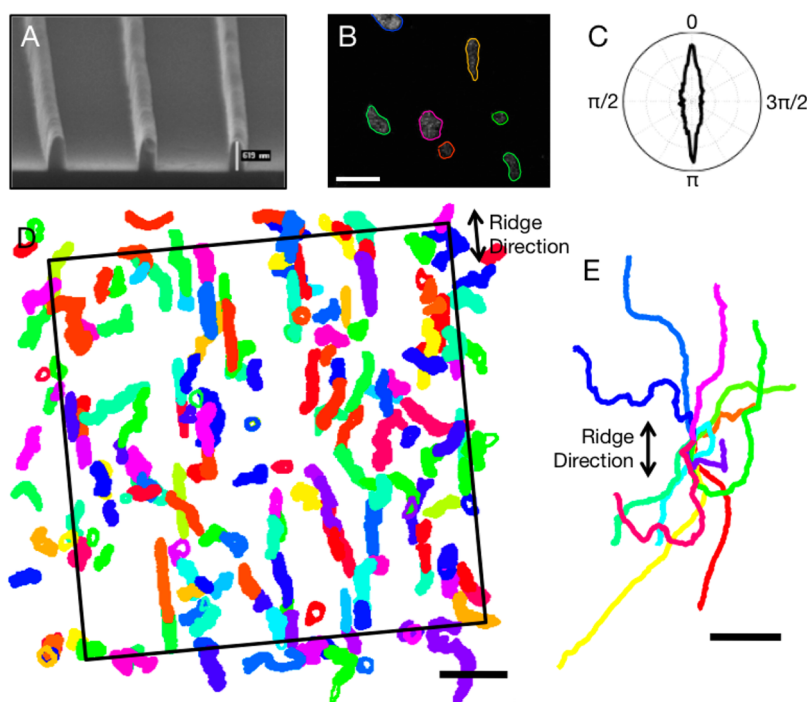 A
619 nm
B
C
0
π/2
3π/2
π
D
Ridge
Direction
E
Ridge
Direction